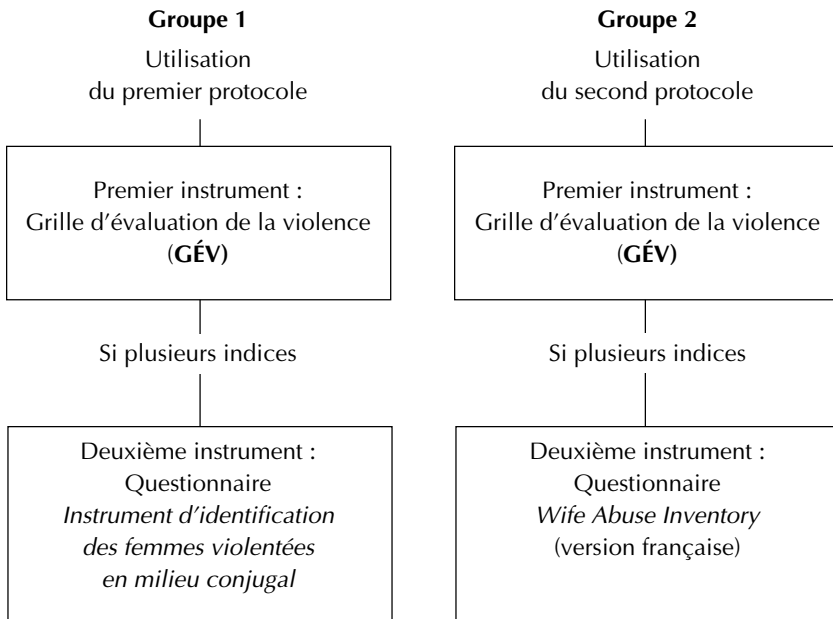 Groupe 1
Utilisation
du premier protocole
Premier instrument :
Grille d'évaluation de la violence
(GÉV)
Si plusieurs indices
Deuxième instrument :
Questionnaire
Instrument d'identification
des femmes violentées
en milieu conjugal
Groupe 2
Utilisation
du second protocole
Premier instrument :
Grille d'évaluation de la violence
(GÉV)
Si plusieurs indices
Deuxième instrument :
Questionnaire
Wife Abuse Inventory
(version française)